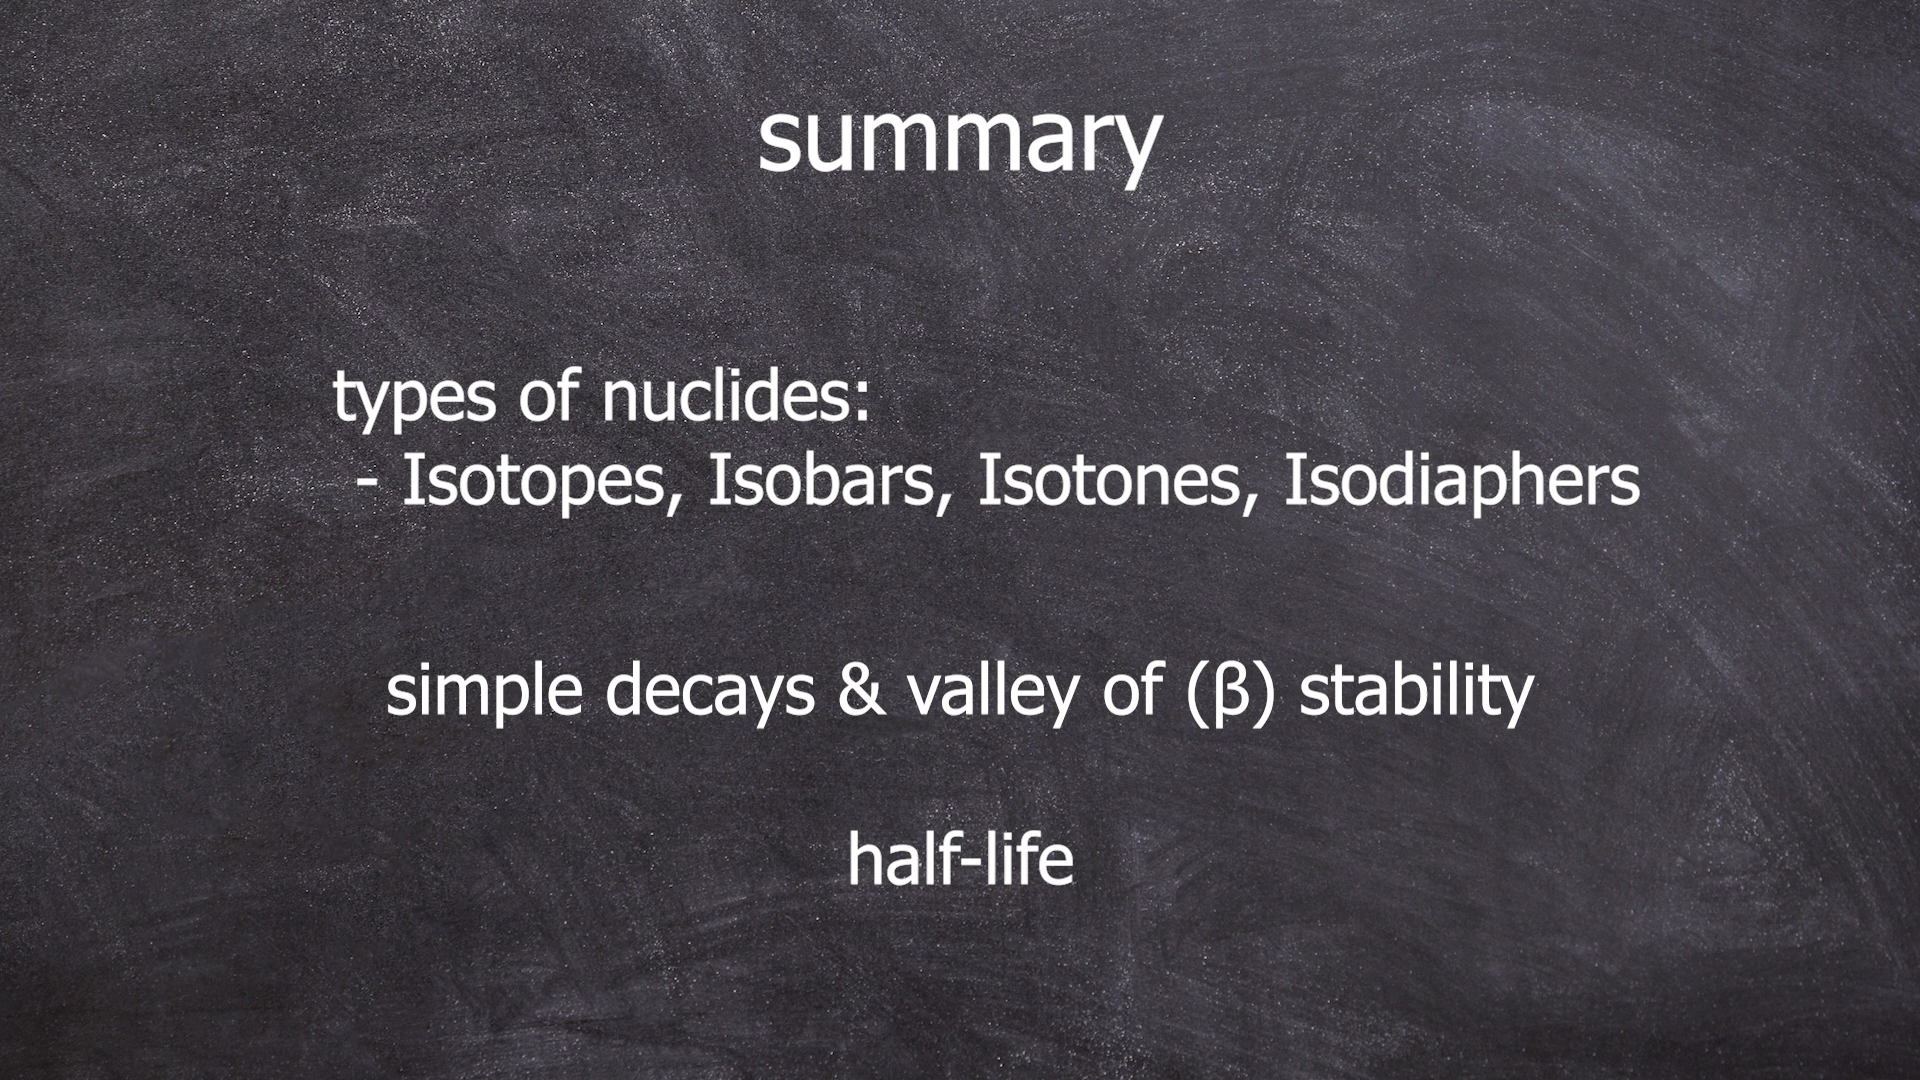 summary
types of nuclides:
- Isotopes, Isobars, Isotones, Isodiaphers
simple decays & valley of (β) stability
half-life